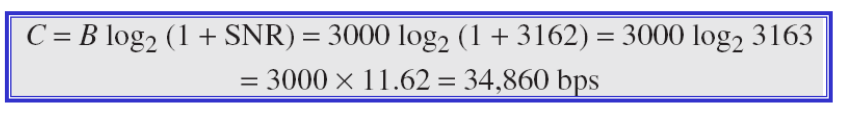 C = B log₂ (1 + SNR) = 3000 log₂ (1 + 3162) = 3000 log₂ 3163
= 3000 × 11.62 = 34,860 bps